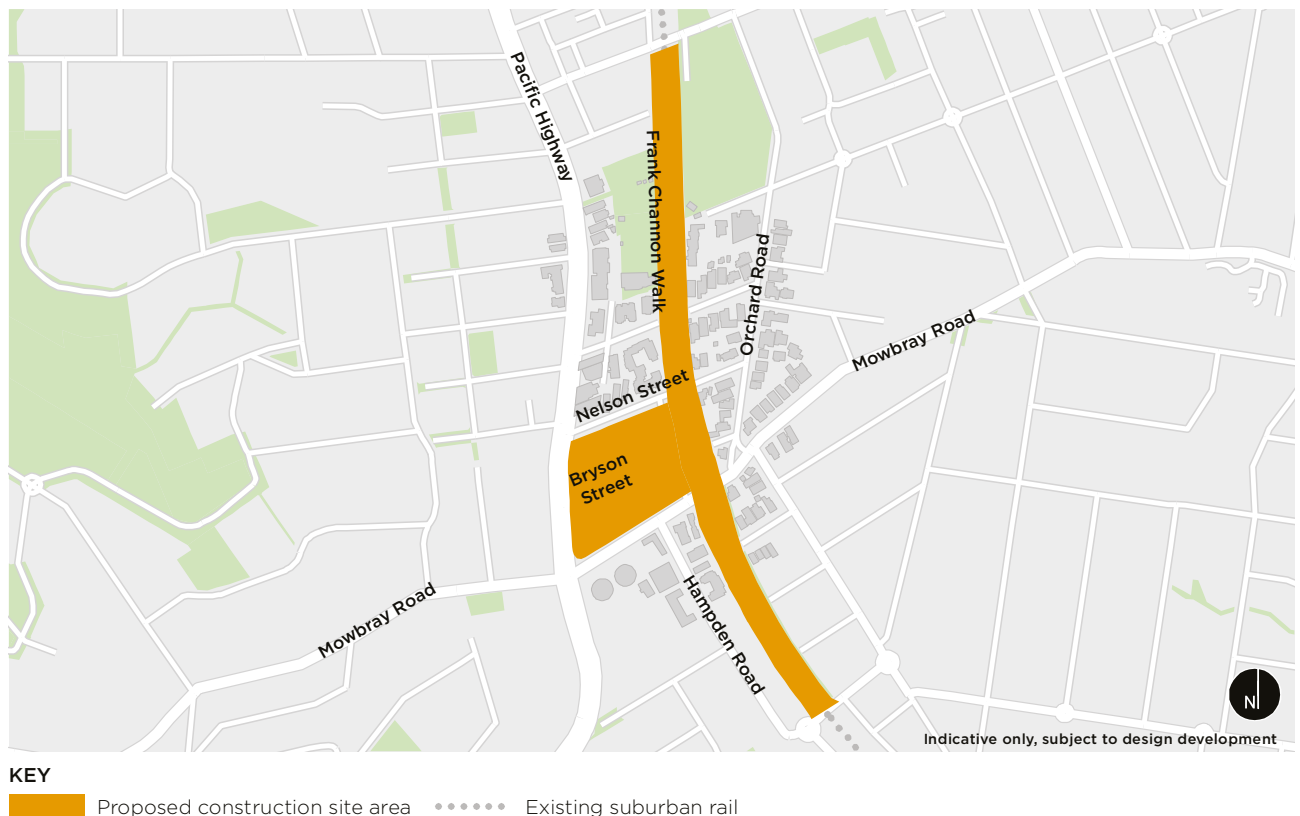 Pacific Highway
Frank Channon Walk
Orchard Road
Mowbray Road
Nelson Street
Bryson
Street
Hampden Road
Mowbray Road
N
Indicative only, subject to design development
KEY
Proposed construction site area
Existing suburban rail